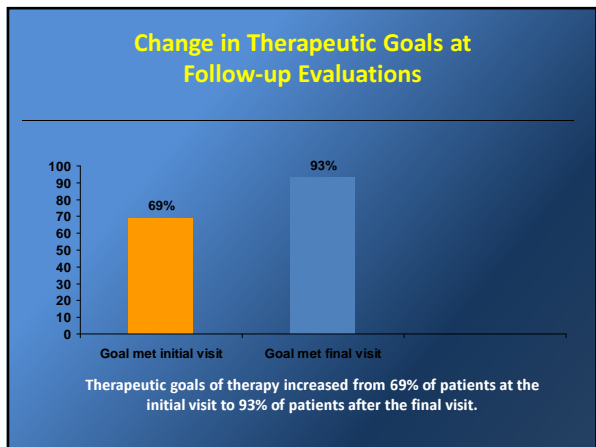 Change in Therapeutic Goals at
Follow-up Evaluations
100
90
80
70
60
50
40
30
20
10
0
69%
93%
Goal met initial visit
Goal met final visit
Therapeutic goals of therapy increased from 69% of patients at the
initial visit to 93% of patients after the final visit.